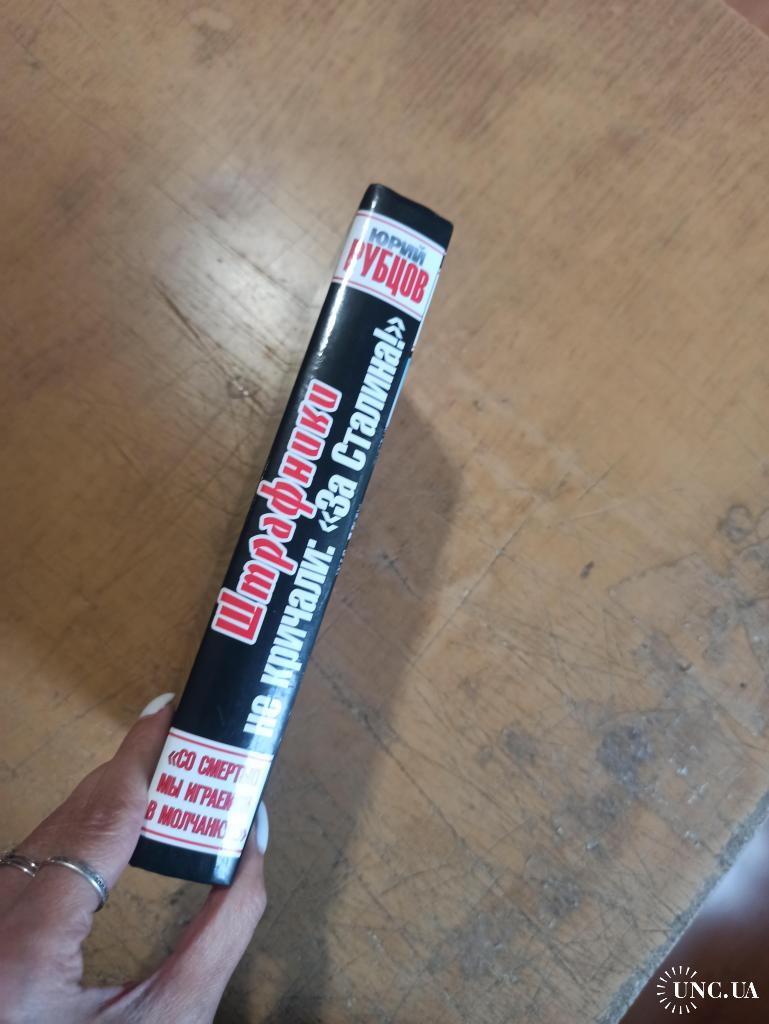 ЮРИЙ
РУБЦОВ
Штрафники
не кричали: «За Сталина!»
«СО СМЕРТЬЮ
МЫ ИГРАЕМ
В МОЛЧАНКУ...»
UNC.UA